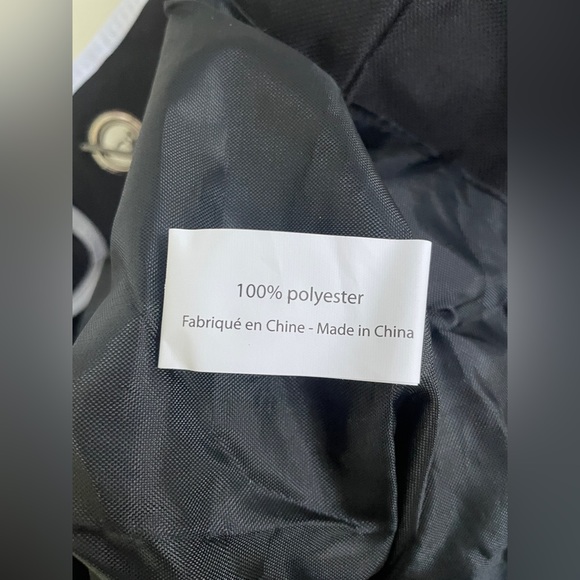 100% polyester
Fabriqué en Chine - Made in China